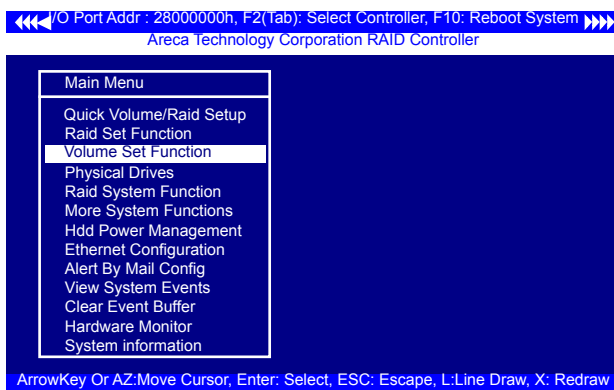 I/O Port Addr : 28000000h, F2(Tab): Select Controller, F10: Reboot System
Areca Technology Corporation RAID Controller
Main Menu
Quick Volume/Raid Setup
Raid Set Function
Volume Set Function
Physical Drives
Raid System Function
More System Functions
Hdd Power Management
Ethernet Configuration
Alert By Mail Config
View System Events
Clear Event Buffer
Hardware Monitor
System information
ArrowKey Or AZ:Move Cursor, Enter: Select, ESC: Escape, L:Line Draw, X: Redraw